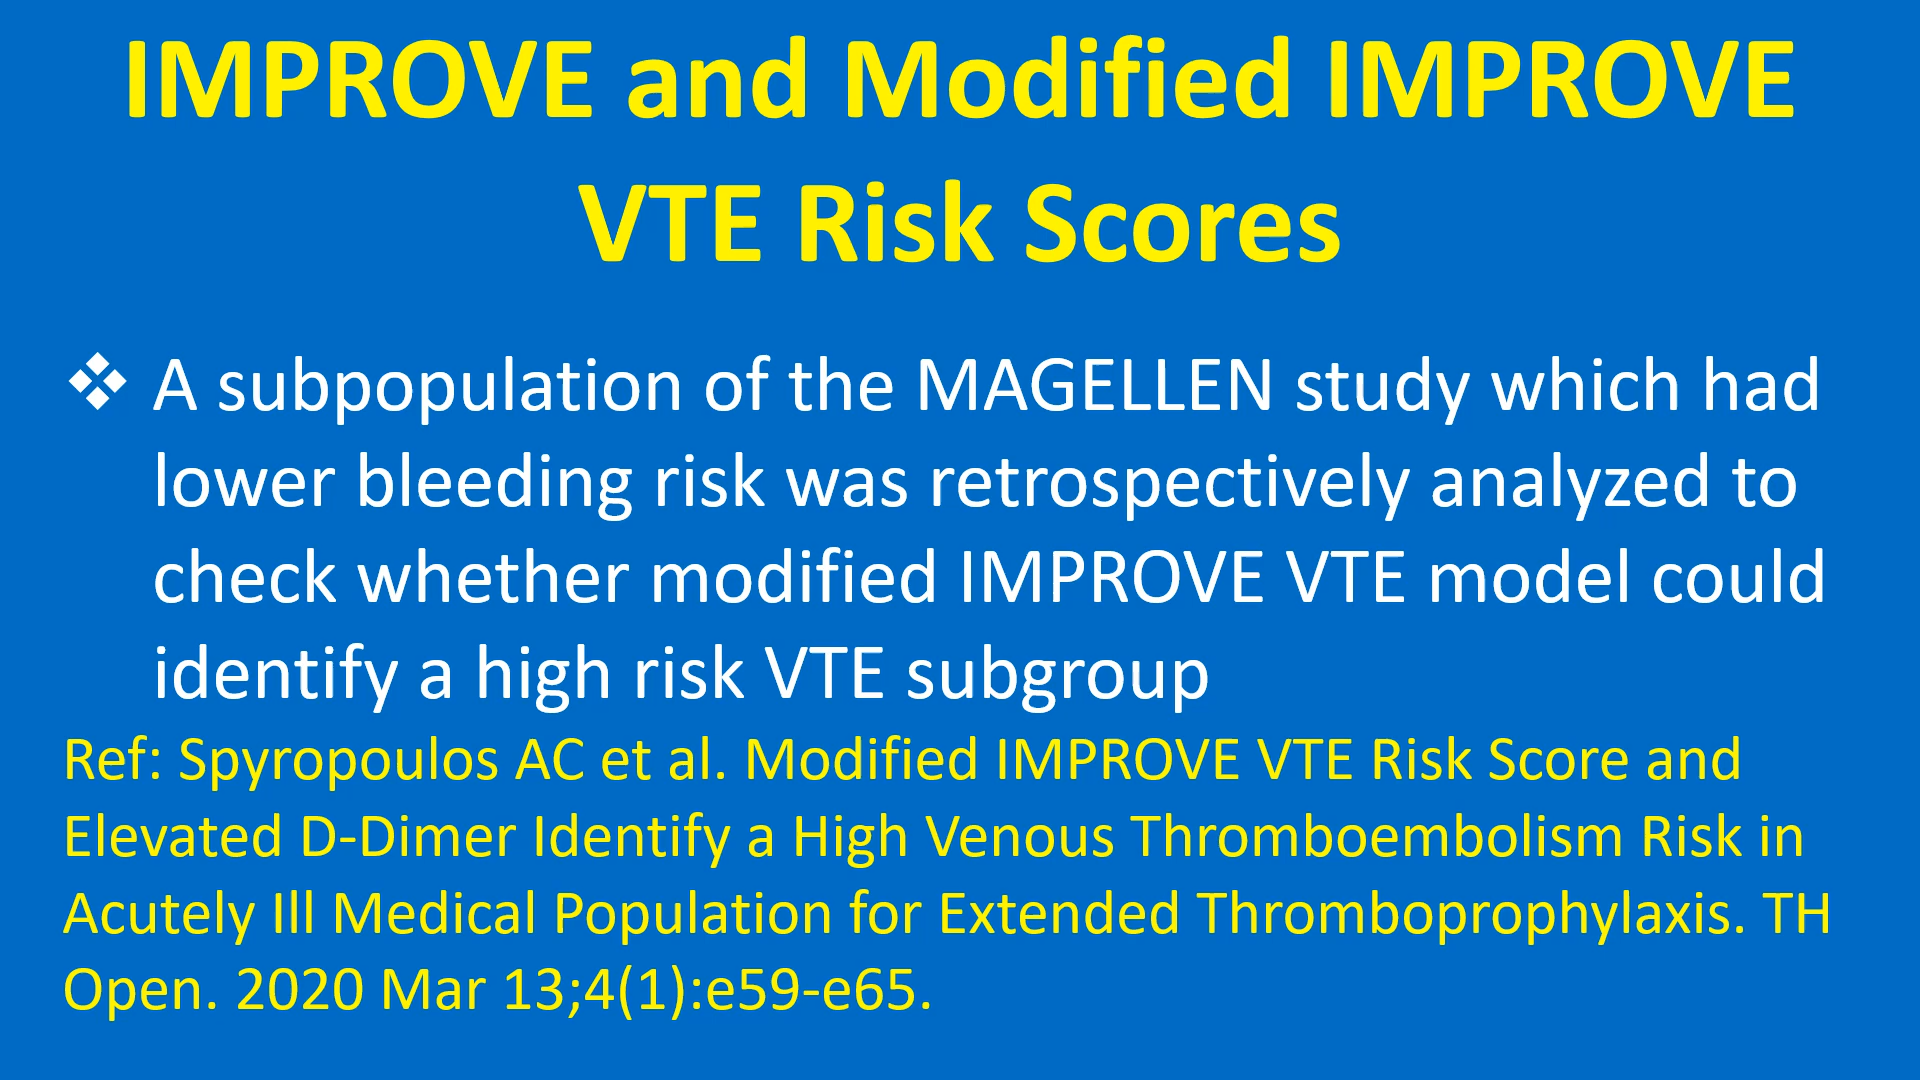 IMPROVE and Modified IMPROVE
VTE Risk Scores
❖ A subpopulation of the MAGELLEN study which had
lower bleeding risk was retrospectively analyzed to
check whether modified IMPROVE VTE model could
identify a high risk VTE subgroup
Ref: Spyropoulos AC et al. Modified IMPROVE VTE Risk Score and
Elevated D-Dimer Identify a High Venous Thromboembolism Risk in
Acutely Ill Medical Population for Extended Thromboprophylaxis. TH
Open. 2020 Mar 13;4(1):e59-e65.